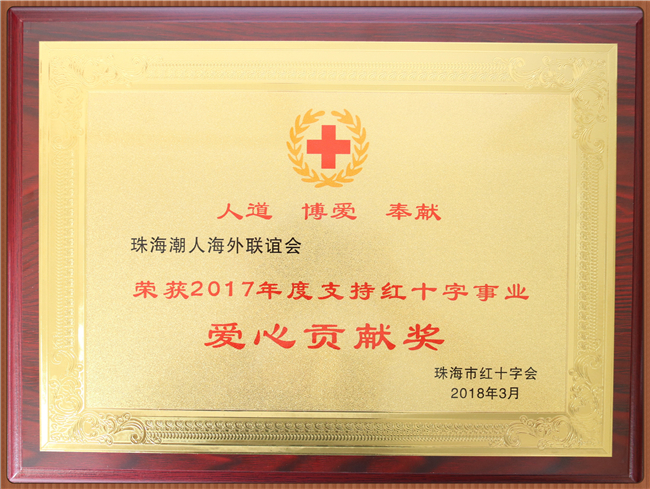 人道 博爱 奉献
珠海潮人海外联谊会
荣获2017年度支持红十字事业
爱心贡献奖
珠海市红十字会
2018年3月